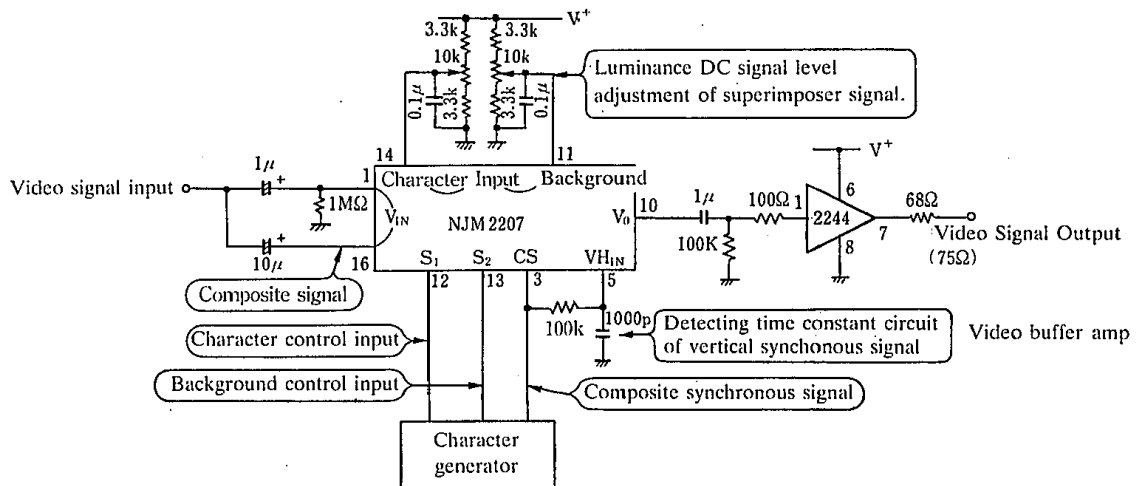 V⁺
3.3k
3.3k
10k
10k
0.1μ
3.3k
3.3k
0.1μ
Luminance DC signal level
adjustment of superimposer signal.
14
11
1μ
+
1
Video signal input
1MΩ
10μ
+
16
Character Input Background
V_IN
NJM 2207
V_0
10
S₁
S₂
CS
VH_IN
12
13
3
5
1μ
100Ω
100K
V⁺
1
2244
6
8
7
68Ω
Video Signal Output
(75Ω)
Composite signal
100k
1000p
Character control input
Detecting time constant circuit
of vertical synchonous signal
Video buffer amp
Background control input
Composite synchronous signal
Character
generator